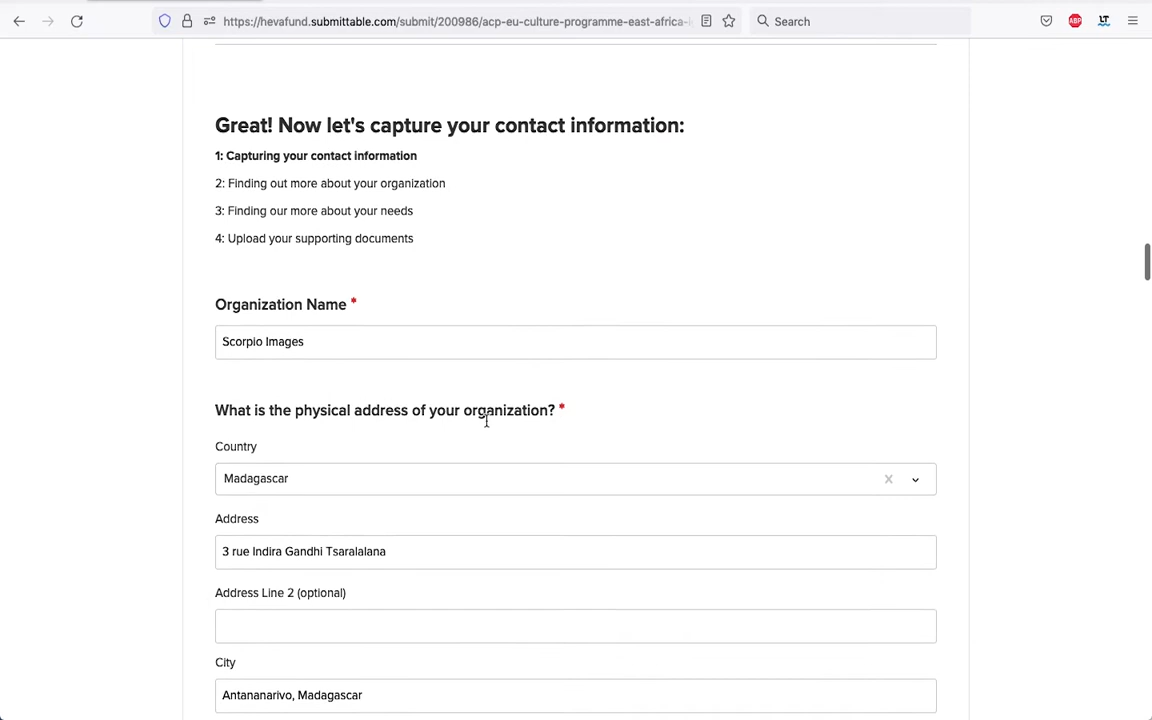 https://hevafund.submittable.com/submit/200986/acp-eu-culture-programme-east-africa-
Search
ABP
LT
Great! Now let's capture your contact information:
1: Capturing your contact information
2: Finding out more about your organization
3: Finding our more about your needs
4: Upload your supporting documents
Organization Name *
Scorpio Images
What is the physical address of your organization? *
Country
Madagascar
Address
3 rue Indira Gandhi Tsaralalana
Address Line 2 (optional)
City
Antananarivo, Madagascar